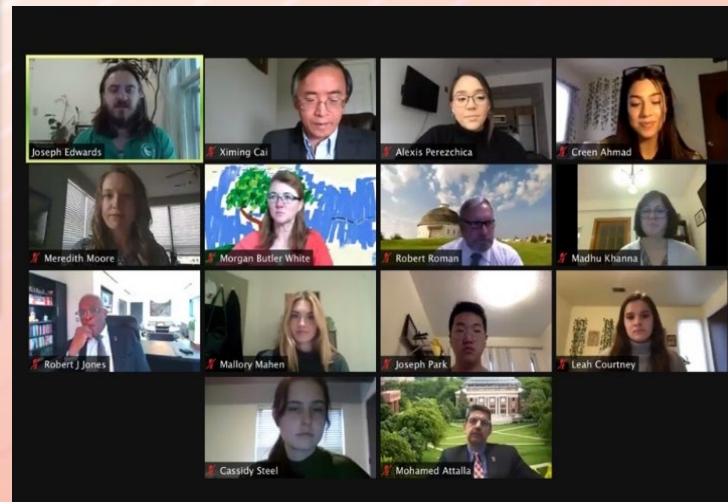 Joseph Edwards
Ximing Cai
Alexis Perezchica
Creen Ahmad
Meredith Moore
Morgan Butler White
Robert Roman
Madhu Khanna
Robert J Jones
Mallory Mahen
Joseph Park
Leah Courtney
Cassidy Steel
Mohamed Attalla